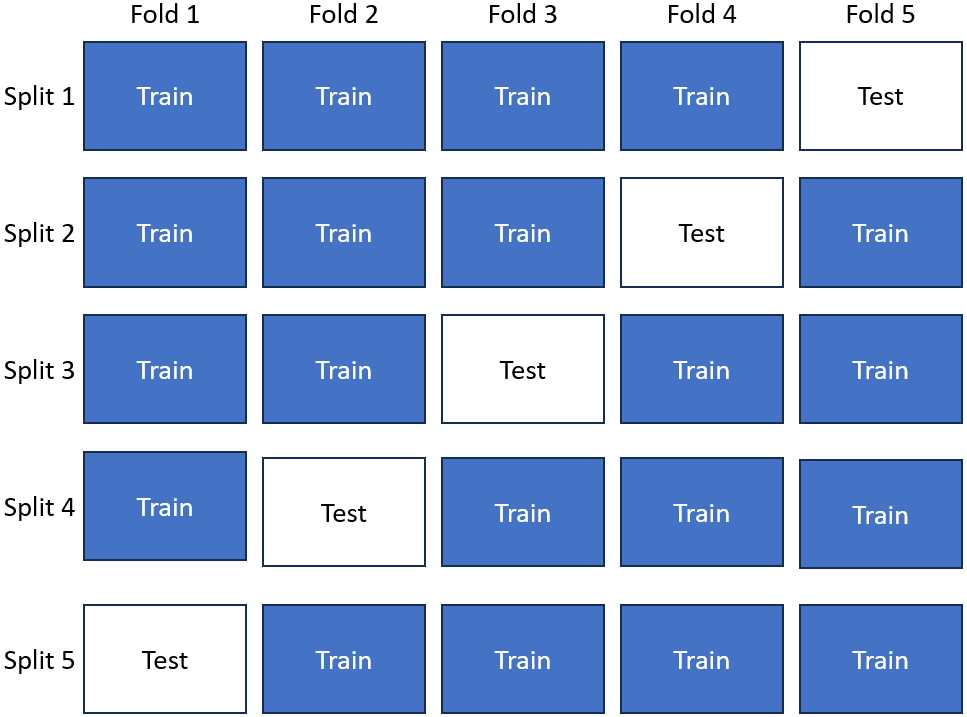 Fold 1 Fold 2 Fold 3 Fold 4 Fold 5
Split 1 Train Train Train Train Test
Split 2 Train Train Train Test Train
Split 3 Train Train Test Train Train
Split 4 Train Test Train Train Train
Split 5 Test Train Train Train Train